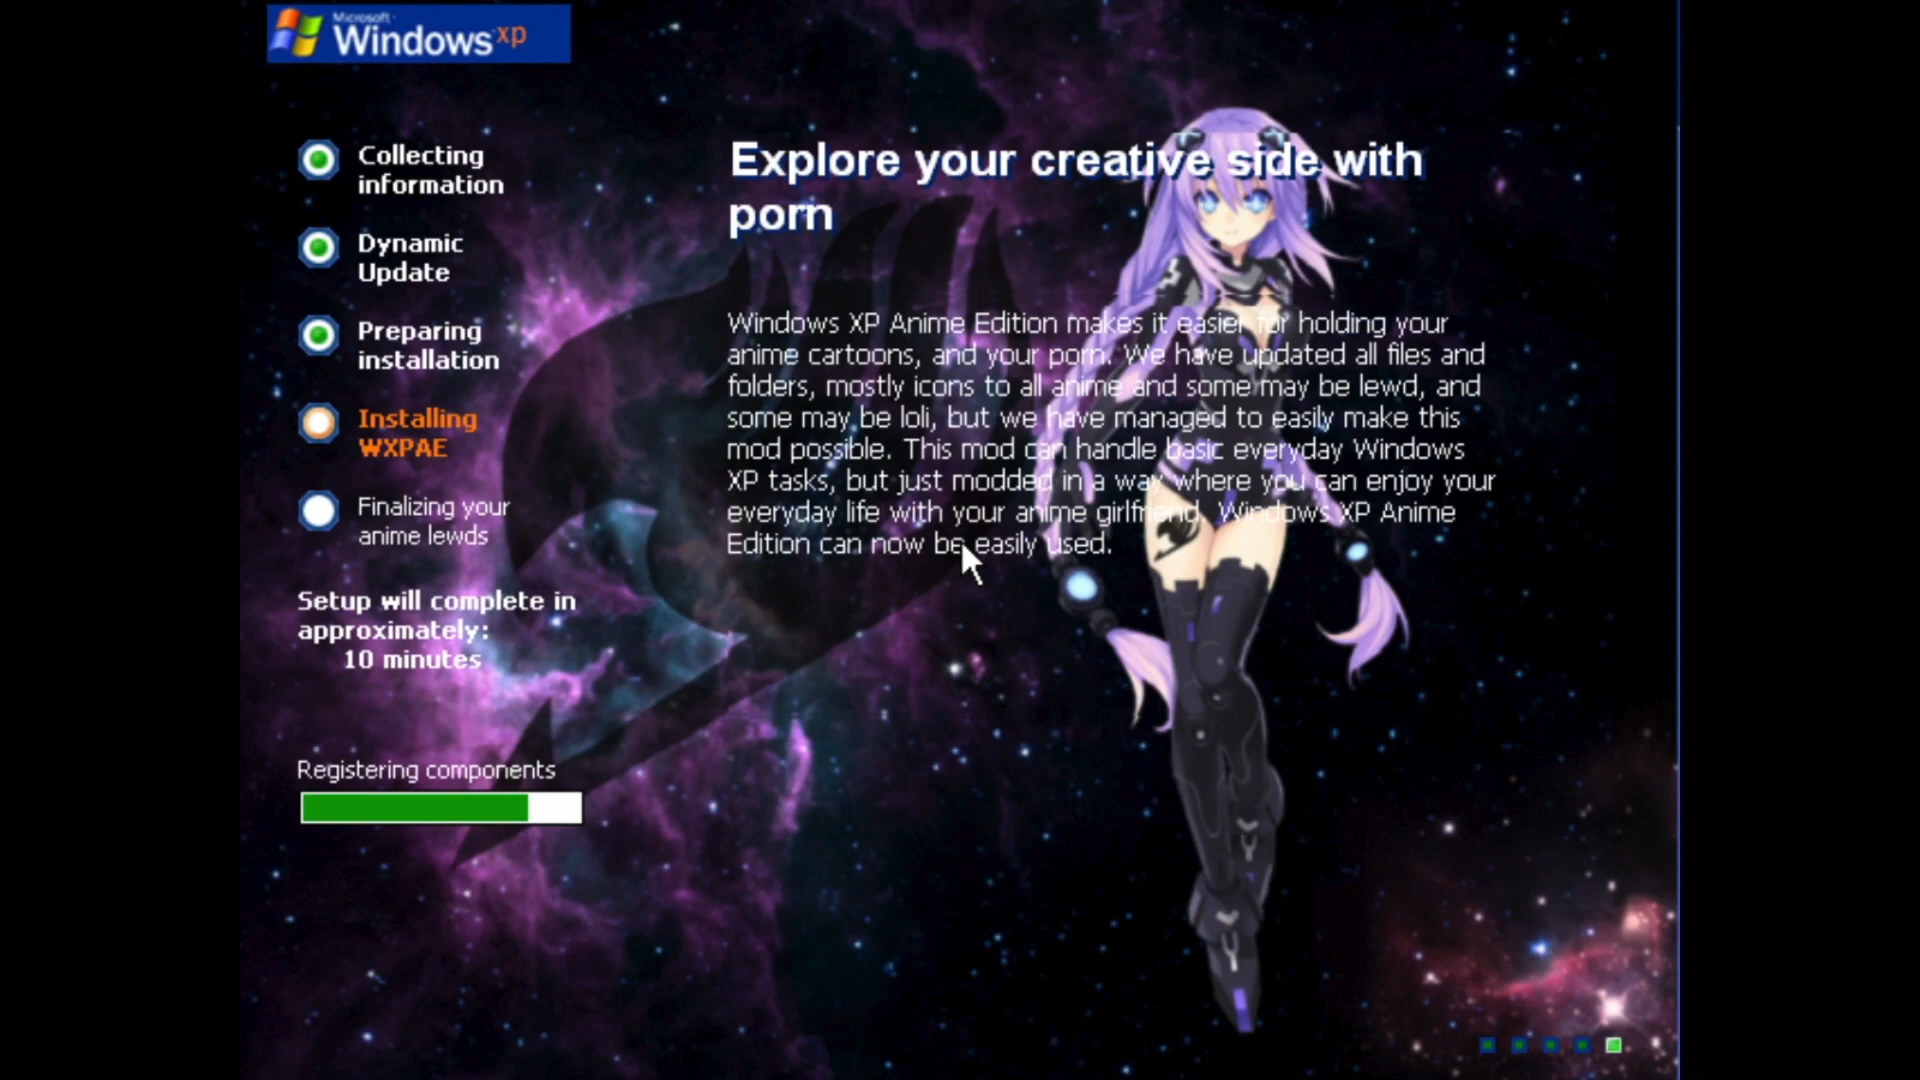 Microsoft
Windows xp
Collecting
information
Dynamic
Update
Preparing
installation
Installing
WXPAE
Finalizing your
anime lewds
Setup will complete in
approximately:
10 minutes
Registering components
Explore your creative side with
porn
Windows XP Anime Edition makes it easier for holding your
anime cartoons, and your porn. We have updated all files and
folders, mostly icons to all anime and some may be lewd, and
some may be loli, but we have managed to easily make this
mod possible. This mod can handle basic everyday Windows
XP tasks, but just modded in a way where you can enjoy your
everyday life with your anime girlfriend. Windows XP Anime
Edition can now be easily used.